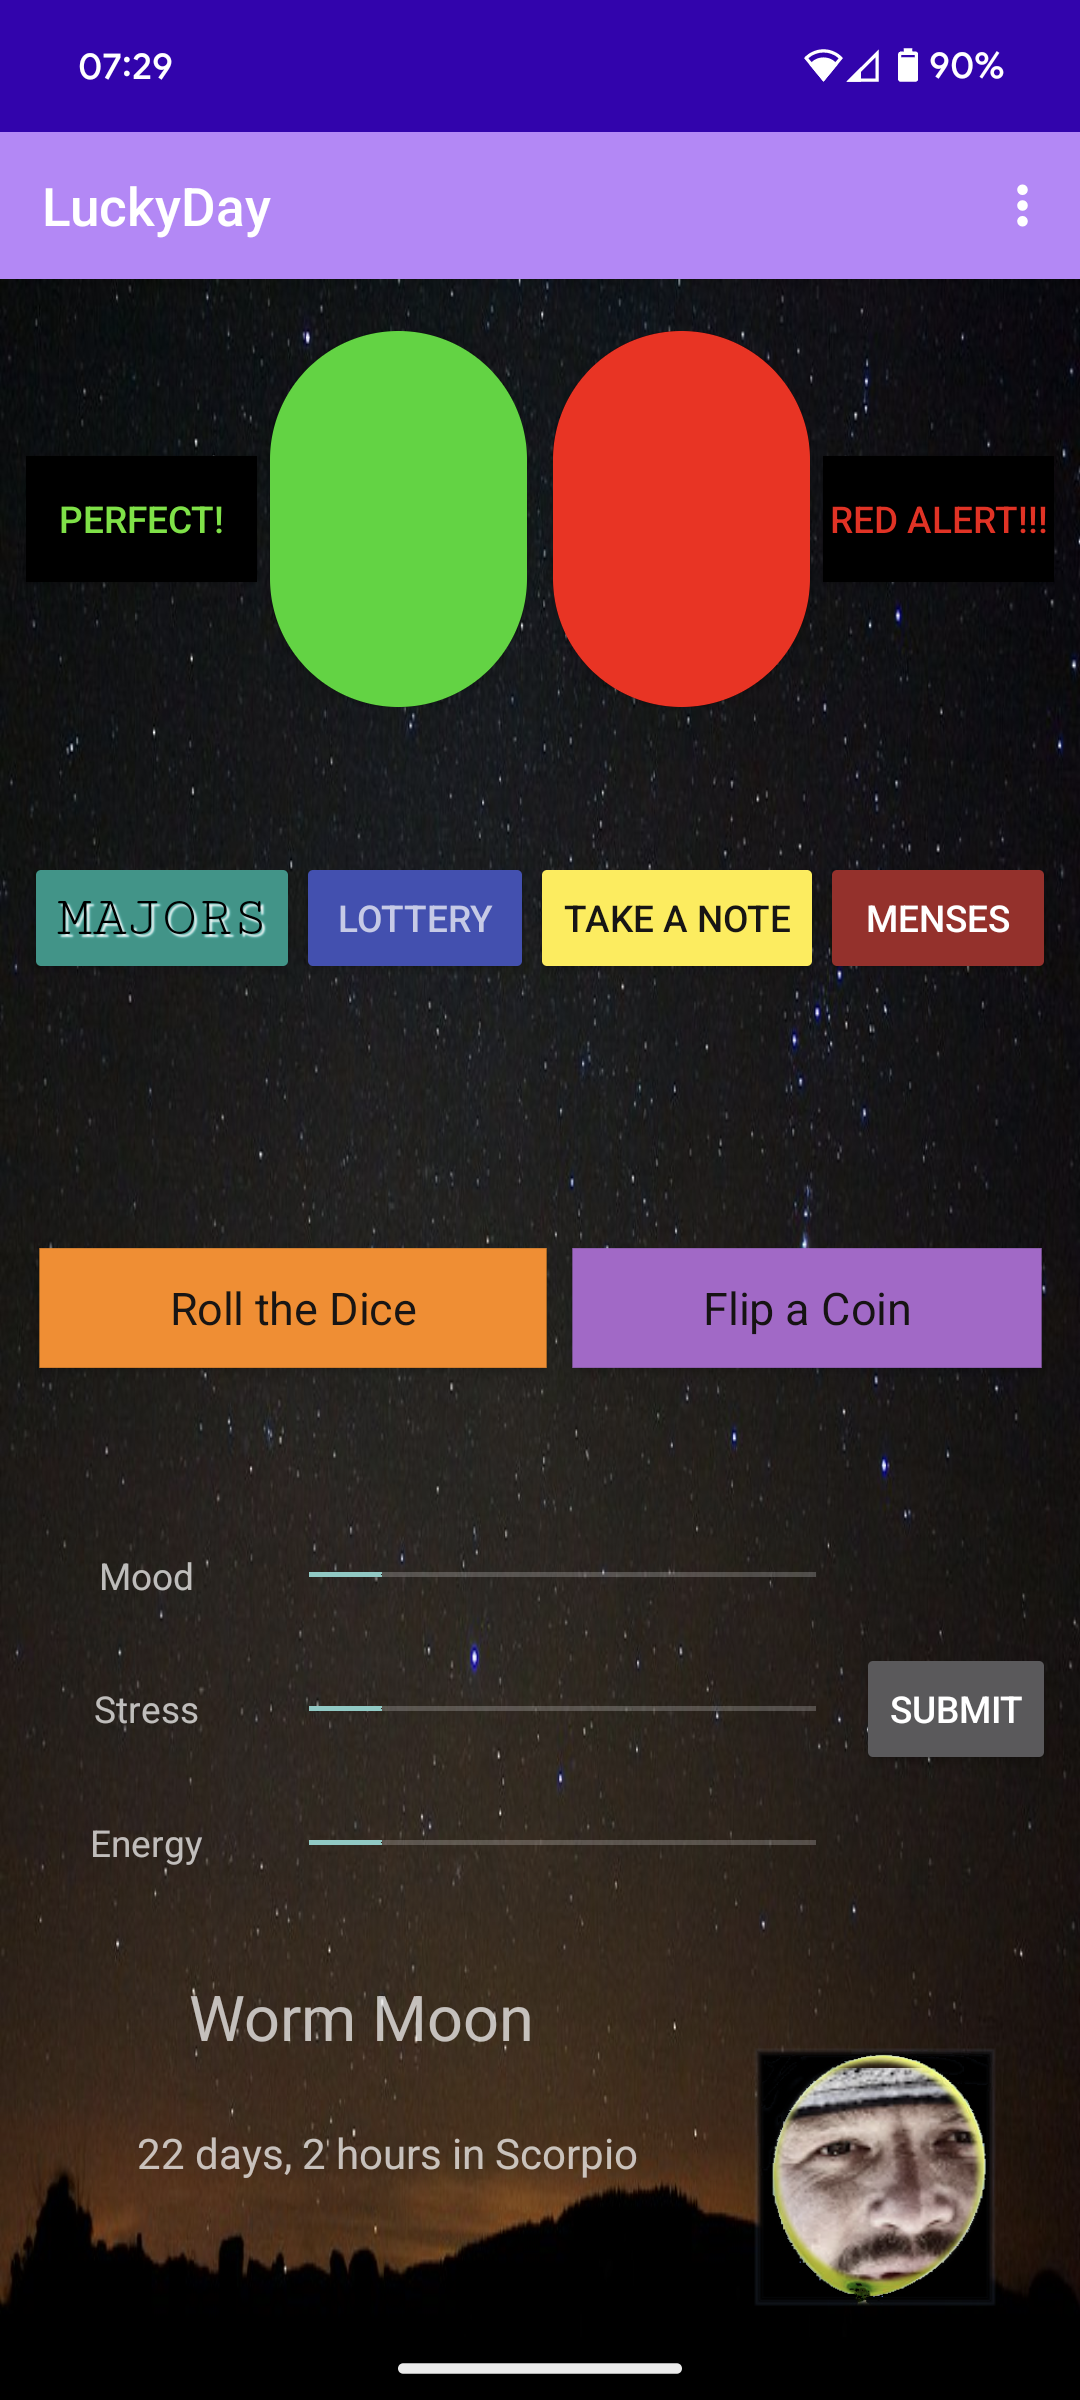 07:29
90%
LuckyDay
PERFECT!
RED ALERT!!!
MAJORS
LOTTERY
TAKE A NOTE
MENSES
Roll the Dice
Flip a Coin
Mood
Stress
SUBMIT
Energy
Worm Moon
22 days, 2 hours in Scorpio